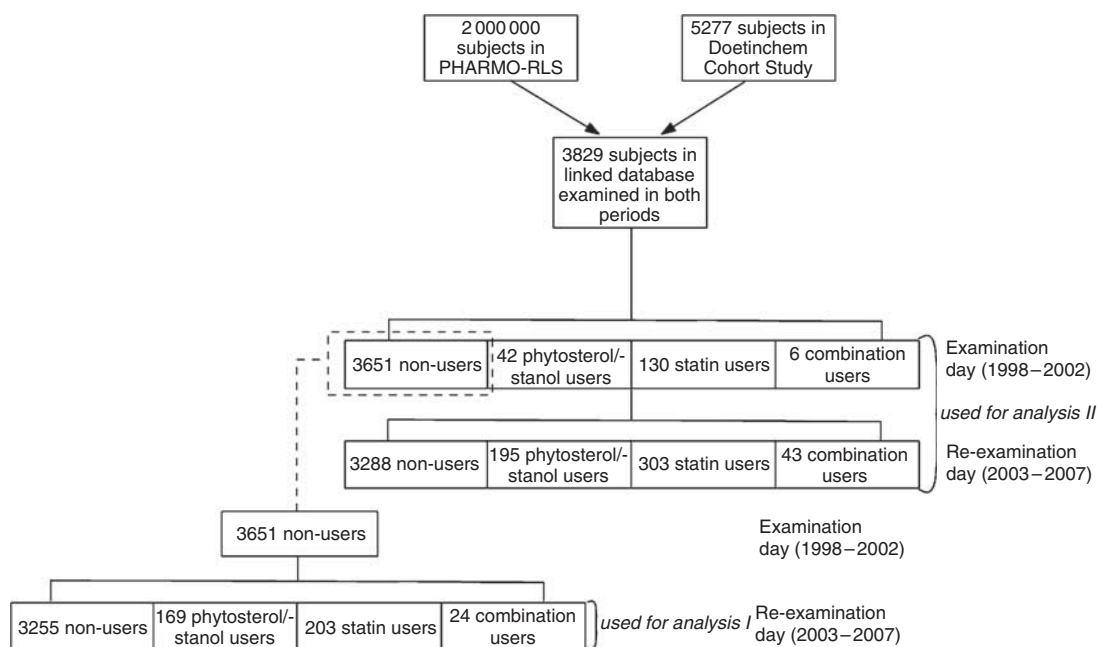 2 000 000
subjects in
PHARMO-RLS
5277 subjects in
Doetinchem
Cohort Study
3829 subjects in
linked database
examined in both
periods
3651 non-users
42 phytosterol/-
stanol users
130 statin users
6 combination
users
Examination
day (1998–2002)
used for analysis II
3288 non-users
195 phytosterol/-
stanol users
303 statin users
43 combination
users
Re-examination
day (2003–2007)
3651 non-users
Examination
day (1998–2002)
3255 non-users
169 phytosterol/-
stanol users
203 statin users
24 combination
users
used for analysis I
Re-examination
day (2003–2007)